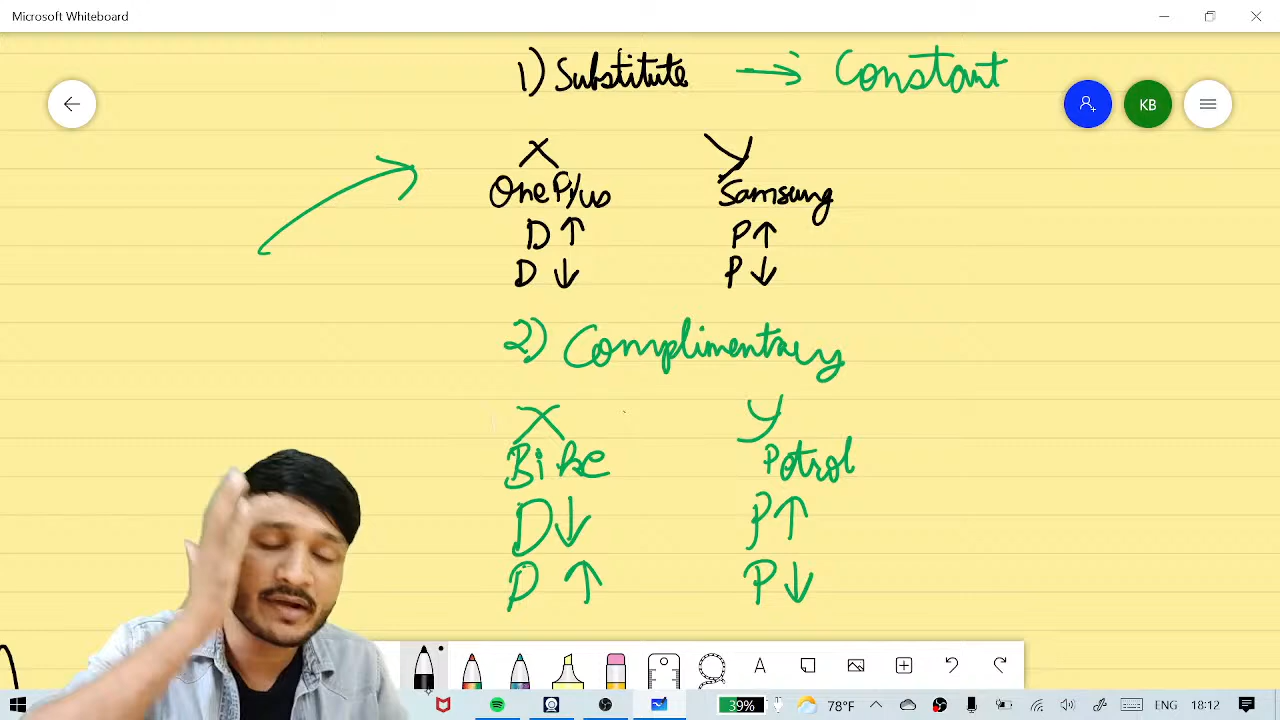 Microsoft Whiteboard
1) Substitute → Constant
KB
X Y
OnePlus Samsung
D ↑ P ↑
D ↓ P ↓
2) Complimentary
X y
Bike Petrol
D ↓ P ↑
D ↑ P ↓
A
39% 78°F ENG 18:12